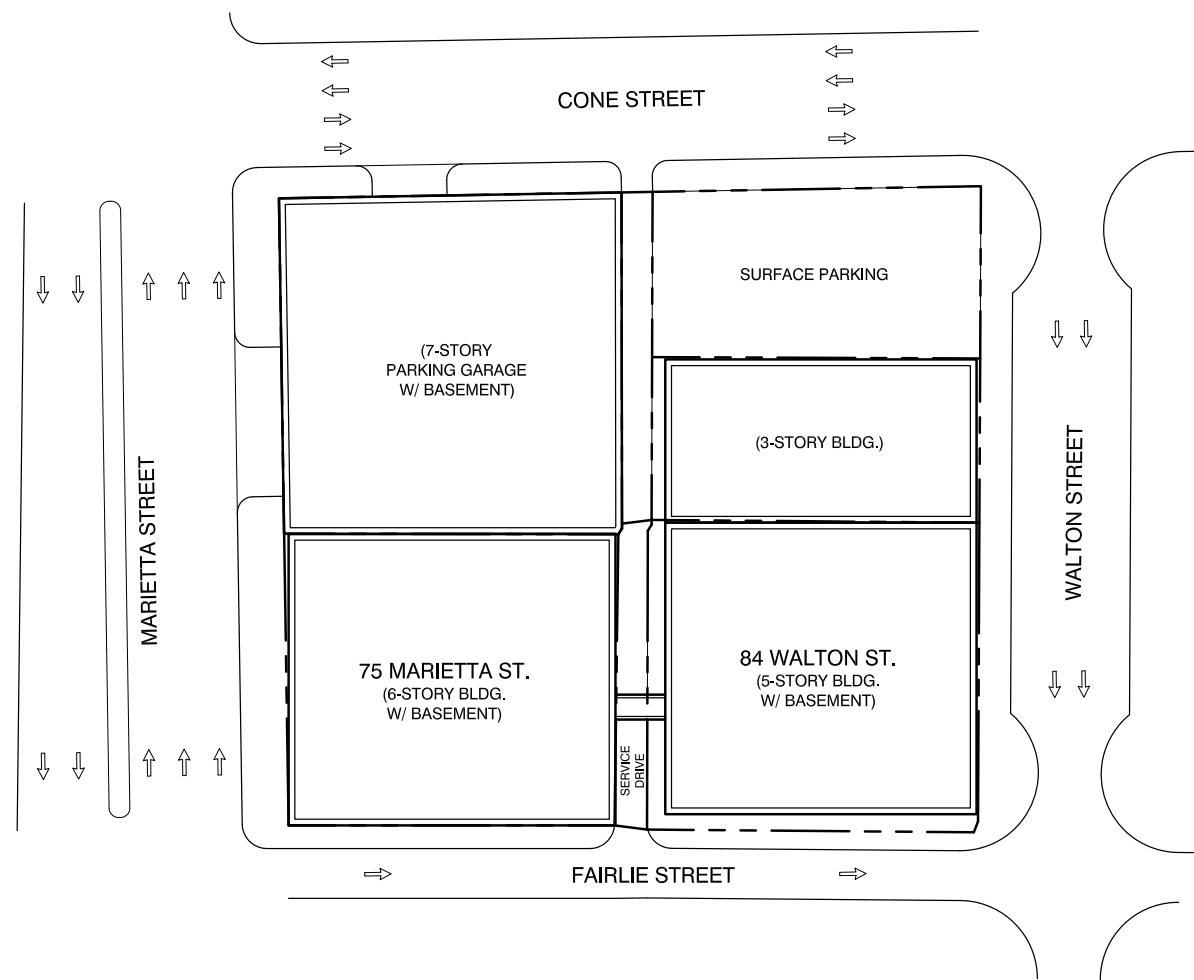 CONE STREET
SURFACE PARKING
(7-STORY
PARKING GARAGE
W/ BASEMENT)
(3-STORY BLDG.)
MARIETTA STREET
WALTON STREET
75 MARIETTA ST.
(6-STORY BLDG.
W/ BASEMENT)
84 WALTON ST.
(5-STORY BLDG.
W/ BASEMENT)
SERVICE
DRIVE
FAIRLIE STREET